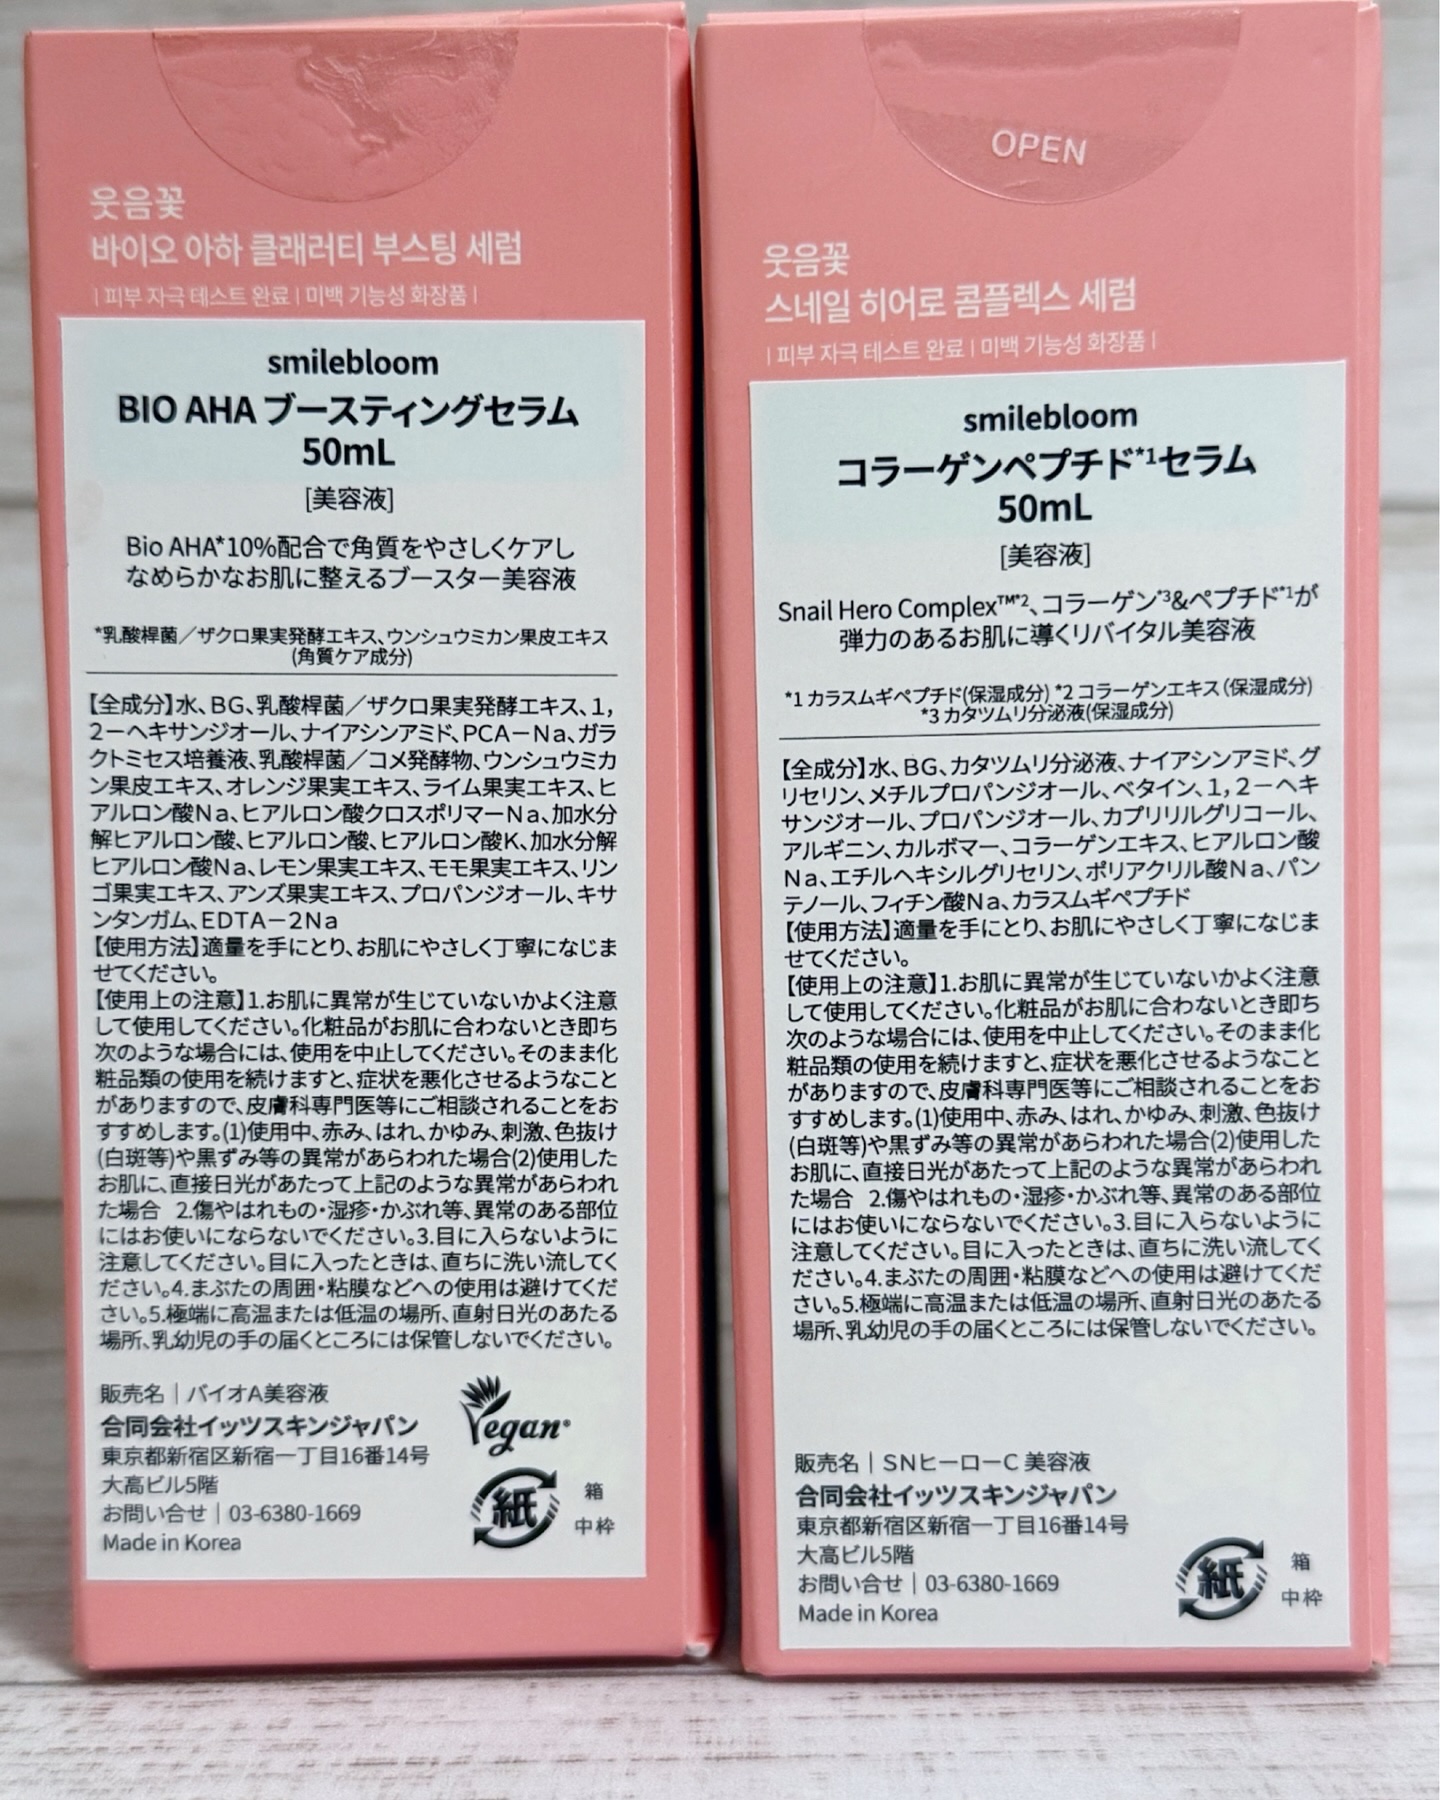 웃음꽃
바이오 아하 클래러티 부스팅 세럼
| 피부 자극 테스트 완료 | 미백 기능성 화장품 |
smilebloom
BIO AHA ブースティングセラム
50mL
[美容液]
Bio AHA*10%配合で角質をやさしくケアし
なめらかなお肌に整えるブースター美容液
*乳酸桿菌／ザクロ果実発酵エキス、ウンシュウミカン果皮エキス
(角質ケア成分)
【全成分】水、BG、乳酸桿菌／ザクロ果実発酵エキス、1，
2－ヘキサンジオール、ナイアシンアミド、PCA－Na、ガラ
クトミセス培養液、乳酸桿菌／コメ発酵物、ウンシュウミカ
ン果皮エキス、オレンジ果実エキス、ライム果実エキス、ヒ
アルロン酸Na、ヒアルロン酸クロスポリマーNa、加水分
解ヒアルロン酸、ヒアルロン酸、ヒアルロン酸K、加水分解
ヒアルロン酸Na、レモン果実エキス、モモ果実エキス、リン
ゴ果実エキス、アンズ果実エキス、プロパンジオール、キサ
ンタンガム、EDTA－2Na
【使用方法】適量を手にとり、お肌にやさしく丁寧になじま
せてください。
【使用上の注意】1.お肌に異常が生じていないかよく注意
して使用してください。化粧品がお肌に合わないとき即ち
次のような場合には、使用を中止してください。そのまま化
粧品類の使用を続けますと、症状を悪化させるようなこと
がありますので、皮膚科専門医等にご相談されることをお
すすめします。(1)使用中、赤み、はれ、かゆみ、刺激、色抜け
(白斑等)や黒ずみ等の異常があらわれた場合(2)使用した
お肌に、直接日光があたって上記のような異常があらわれ
た場合 2.傷やはれもの・湿疹・かぶれ等、異常のある部位
にはお使いにならないでください。3.目に入らないように
注意してください。目に入ったときは、直ちに洗い流してく
ださい。4.まぶたの周囲・粘膜などへの使用は避けてくだ
さい。5.極端に高温または低温の場所、直射日光のあたる
場所、乳幼児の手の届くところには保管しないでください。
販売名｜バイオA美容液
合同会社イッツスキンジャパン
東京都新宿区新宿一丁目16番14号
大高ビル5階
お問い合せ｜03-6380-1669
Made in Korea
Vegan
紙
箱
中枠
OPEN
웃음꽃
스네일 히어로 콤플렉스 세럼
| 피부 자극 테스트 완료 | 미백 기능성 화장품 |
smilebloom
コラーゲンペプチド*1セラム
50mL
[美容液]
Snail Hero Complex™*2、コラーゲン*3&ペプチド*1が
弾力のあるお肌に導くリバイタル美容液
*1 カラスムギペプチド(保湿成分) *2 コラーゲンエキス(保湿成分)
*3 カタツムリ分泌液(保湿成分)
【全成分】水、BG、カタツムリ分泌液、ナイアシンアミド、グ
リセリン、メチルプロパンジオール、ベタイン、1，2－ヘキ
サンジオール、プロパンジオール、カプリリルグリコール、
アルギニン、カルボマー、コラーゲンエキス、ヒアルロン酸
Na、エチルヘキシルグリセリン、ポリアクリル酸Na、パン
テノール、フィチン酸Na、カラスムギペプチド
【使用方法】適量を手にとり、お肌にやさしく丁寧になじま
せてください。
【使用上の注意】1.お肌に異常が生じていないかよく注意
して使用してください。化粧品がお肌に合わないとき即ち
次のような場合には、使用を中止してください。そのまま化
粧品類の使用を続けますと、症状を悪化させるようなこと
がありますので、皮膚科専門医等にご相談されることをお
すすめします。(1)使用中、赤み、はれ、かゆみ、刺激、色抜け
(白斑等)や黒ずみ等の異常があらわれた場合(2)使用した
お肌に、直接日光があたって上記のような異常があらわれ
た場合 2.傷やはれもの・湿疹・かぶれ等、異常のある部位
にはお使いにならないでください。3.目に入らないように
注意してください。目に入ったときは、直ちに洗い流してく
ださい。4.まぶたの周囲・粘膜などへの使用は避けてくだ
さい。5.極端に高温または低温の場所、直射日光のあたる
場所、乳幼児の手の届くところには保管しないでください。
販売名｜SNヒーローC 美容液
合同会社イッツスキンジャパン
東京都新宿区新宿一丁目16番14号
大高ビル5階
お問い合せ｜03-6380-1669
Made in Korea
紙
箱
中枠